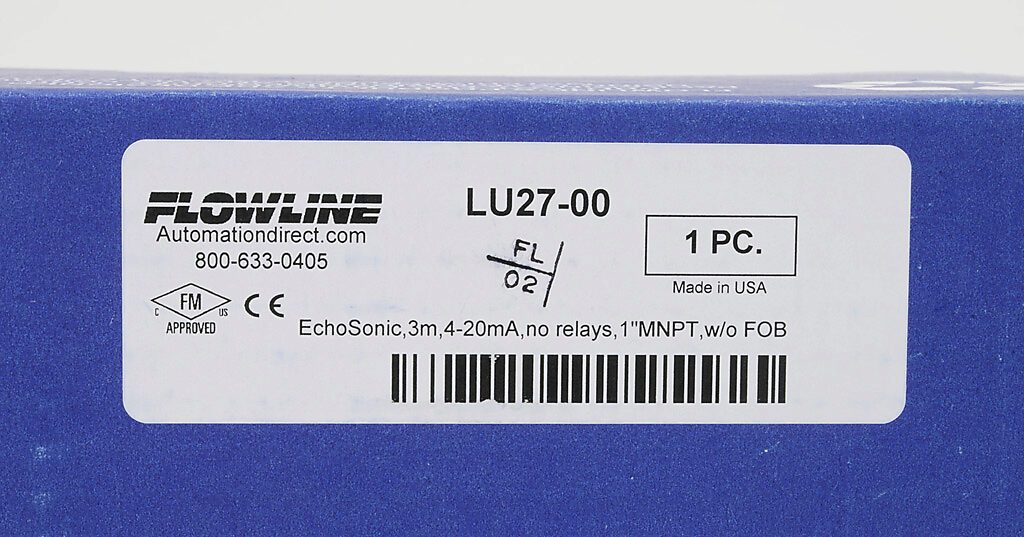 FLOWLINE
Automationdirect.com
800-633-0405
LU27-00
FL
02
1 PC.
Made in USA
C FM US
APPROVED
CE
EchoSonic,3m,4-20mA,no relays,1"MNPT,w/o FOB